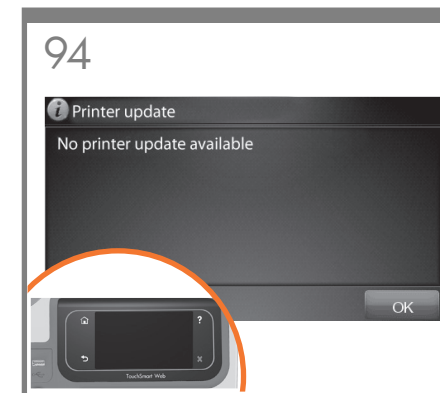 94
Printer update
No printer update available
OK
?
TouchSmart Web